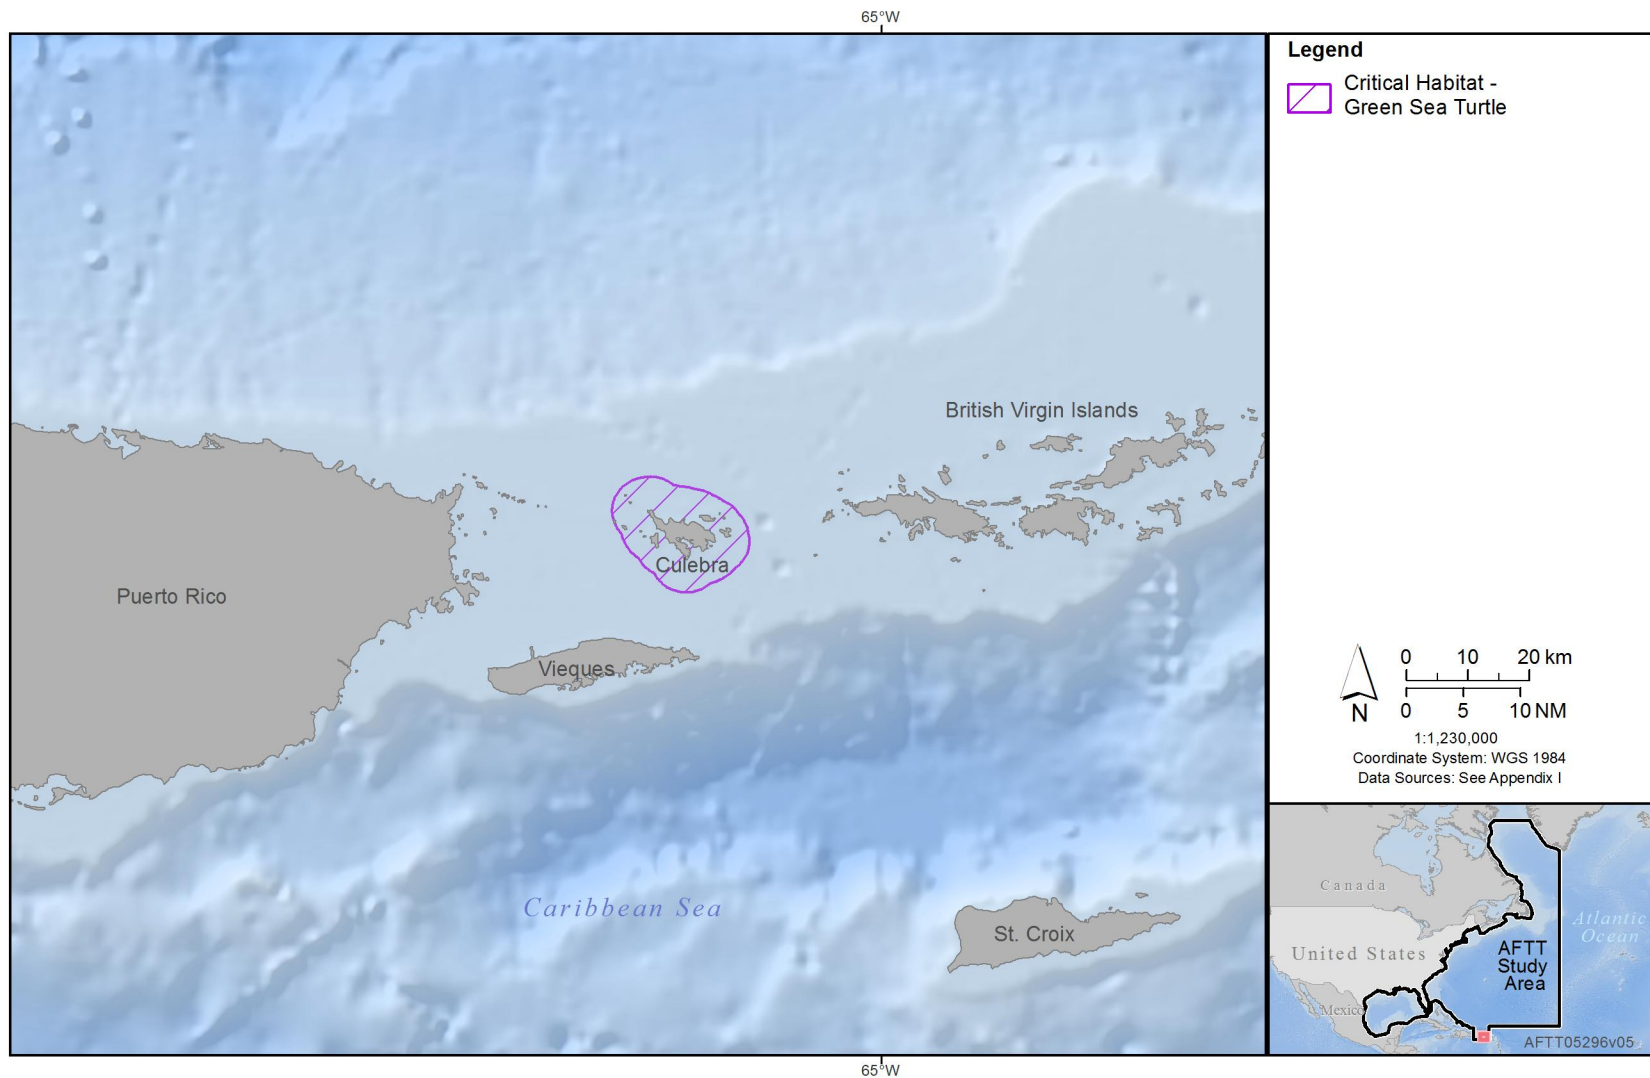 65°W
Legend
Critical Habitat -
Green Sea Turtle
British Virgin Islands
Culebra
Puerto Rico
Vieques
Caribbean Sea
St. Croix
0 10 20 km
N
0 5 10 NM
1:1,230,000
Coordinate System: WGS 1984
Data Sources: See Appendix I
Canada
United States
Mexico
Atlantic
Ocean
AFTT
Study
Area
AFTT05296v05
65°W